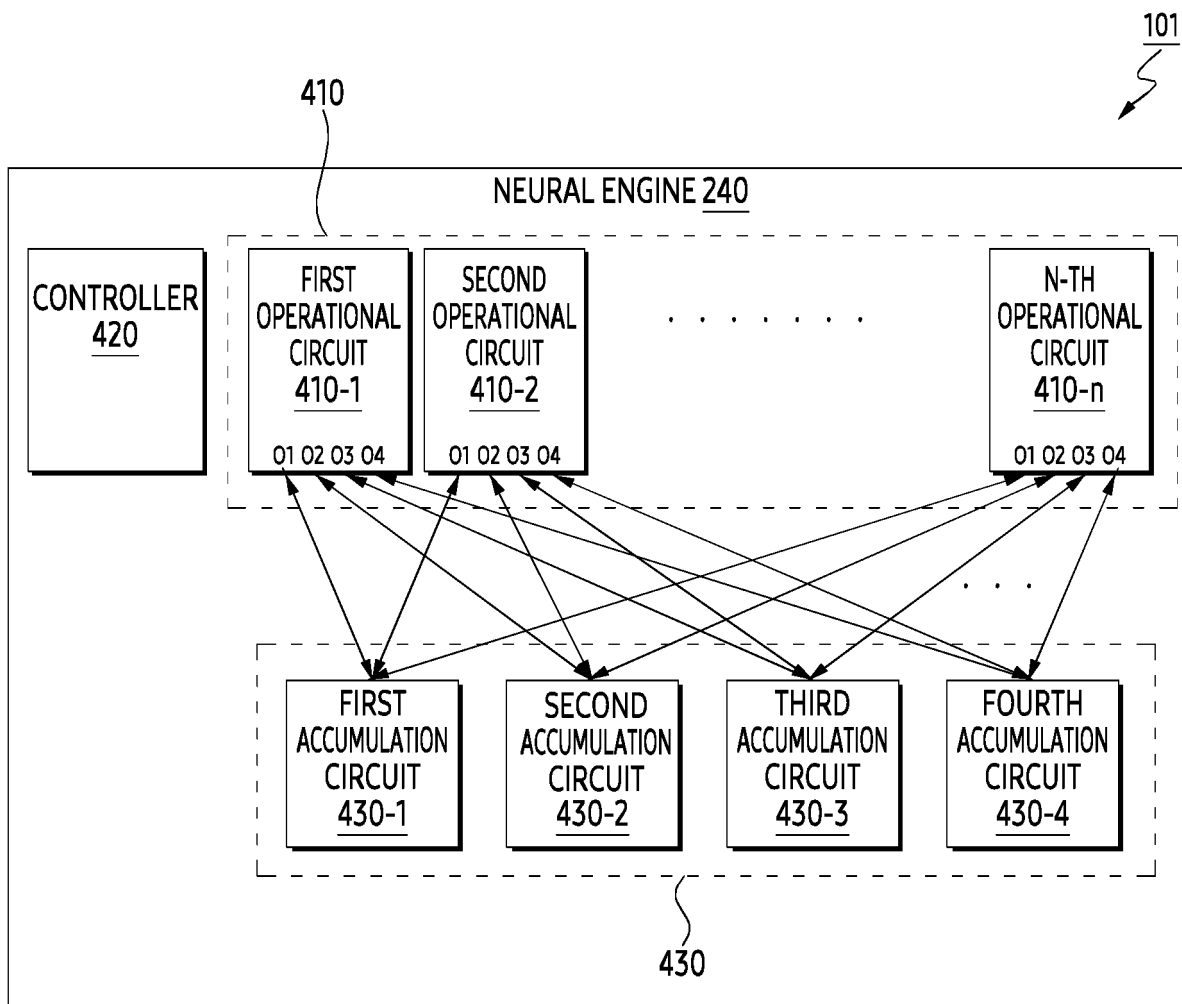 101
410
NEURAL ENGINE 240
CONTROLLER
420
FIRST
OPERATIONAL
CIRCUIT
410-1
O1 O2 O3 O4
SECOND
OPERATIONAL
CIRCUIT
410-2
O1 O2 O3 O4
. . . . . . .
N-TH
OPERATIONAL
CIRCUIT
410-n
O1 O2 O3 O4
. . .
FIRST
ACCUMULATION
CIRCUIT
430-1
SECOND
ACCUMULATION
CIRCUIT
430-2
THIRD
ACCUMULATION
CIRCUIT
430-3
FOURTH
ACCUMULATION
CIRCUIT
430-4
430